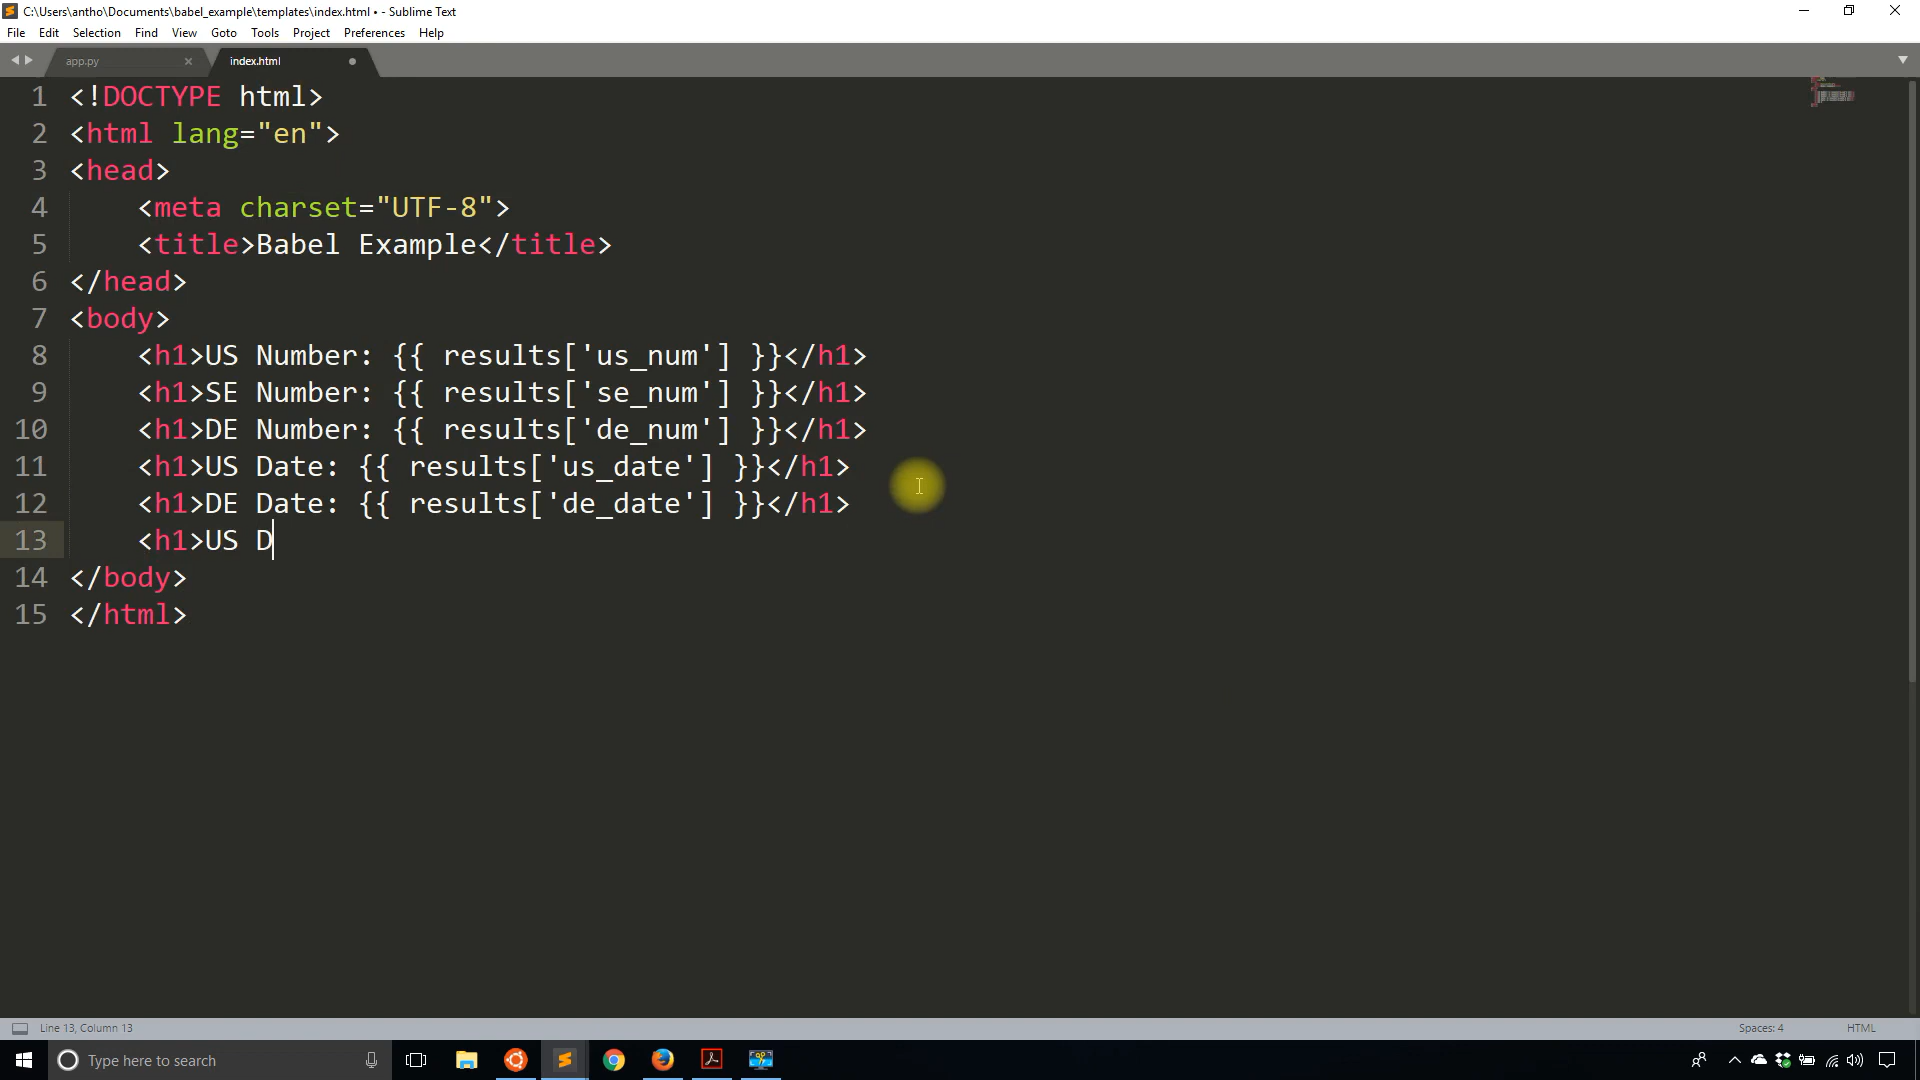 C:\Users\antho\Documents\babel_example\templates\index.html • - Sublime Text
File Edit Selection Find View Goto Tools Project Preferences Help
app.py index.html
1 <!DOCTYPE html>
2 <html lang="en">
3 <head>
4 <meta charset="UTF-8">
5 <title>Babel Example</title>
6 </head>
7 <body>
8 <h1>US Number: {{ results['us_num'] }}</h1>
9 <h1>SE Number: {{ results['se_num'] }}</h1>
10 <h1>DE Number: {{ results['de_num'] }}</h1>
11 <h1>US Date: {{ results['us_date'] }}</h1>
12 <h1>DE Date: {{ results['de_date'] }}</h1>
13 <h1>US D
14 </body>
15 </html>
Line 13, Column 13 Spaces: 4 HTML
Type here to search